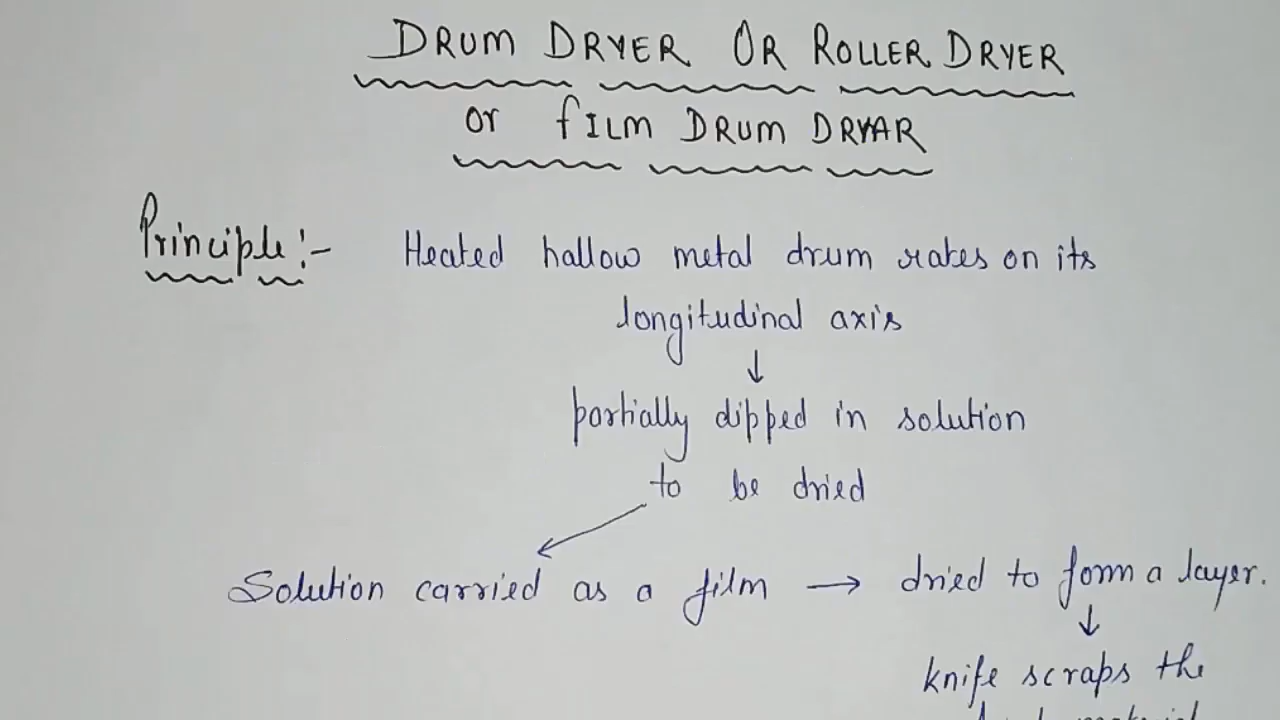 DRUM DRYER OR ROLLER DRYER
or fILM DRUM DRYAR
Principle:- Heated hallow metal drum rates on its
longitudinal axis
↓
partially dipped in solution
to be dried
Solution carried as a film → dried to form a layer.
↓
knife scraps the